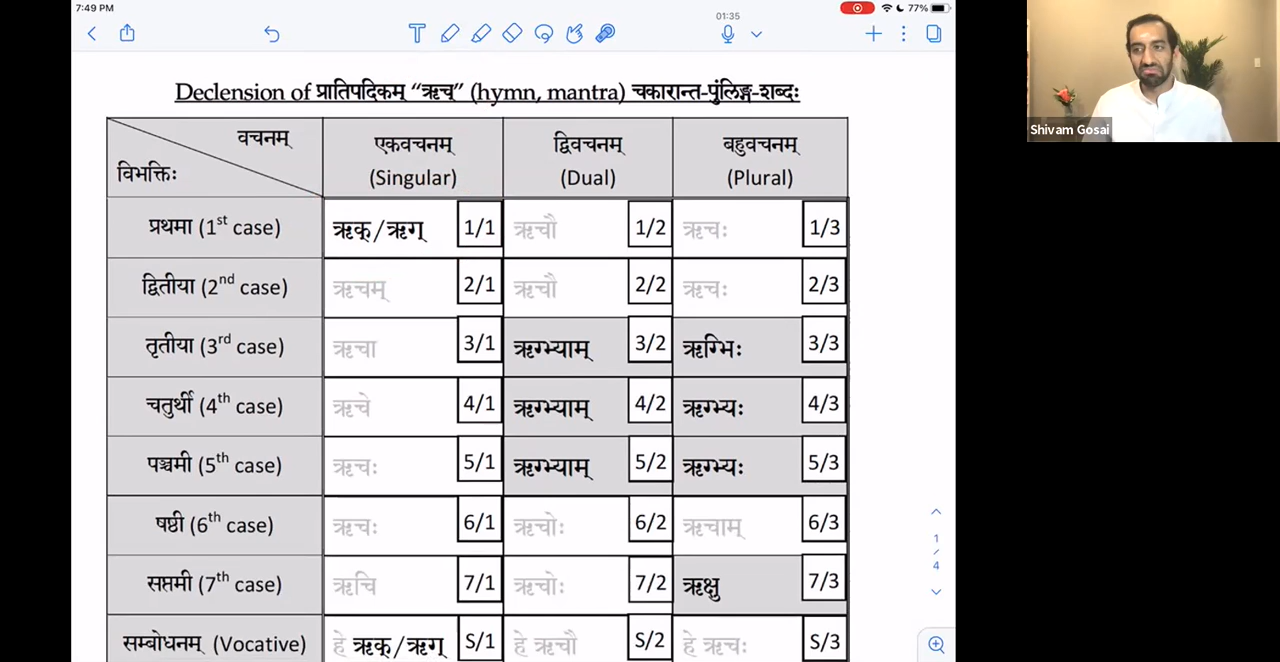 7:49 PM
77%
01:35
Declension of प्रातिपदिकम् “ऋच्” (hymn, mantra) चकारान्त-पुंलिङ्ग-शब्दः
वचनम्
विभक्तिः
एकवचनम् (Singular)
द्विवचनम् (Dual)
बहुवचनम् (Plural)
प्रथमा (1st case) ऋक्/ऋग् 1/1 ऋचौ 1/2 ऋचः 1/3
द्वितीया (2nd case) ऋचम् 2/1 ऋचौ 2/2 ऋचः 2/3
तृतीया (3rd case) ऋचा 3/1 ऋग्भ्याम् 3/2 ऋग्भिः 3/3
चतुर्थी (4th case) ऋचे 4/1 ऋग्भ्याम् 4/2 ऋग्भ्यः 4/3
पञ्चमी (5th case) ऋचः 5/1 ऋग्भ्याम् 5/2 ऋग्भ्यः 5/3
षष्ठी (6th case) ऋचः 6/1 ऋचोः 6/2 ऋचाम् 6/3
सप्तमी (7th case) ऋचि 7/1 ऋचोः 7/2 ऋक्षु 7/3
सम्बोधनम् (Vocative) हे ऋक्/ऋग् S/1 हे ऋचौ S/2 हे ऋचः S/3
1/4
Shivam Gosai